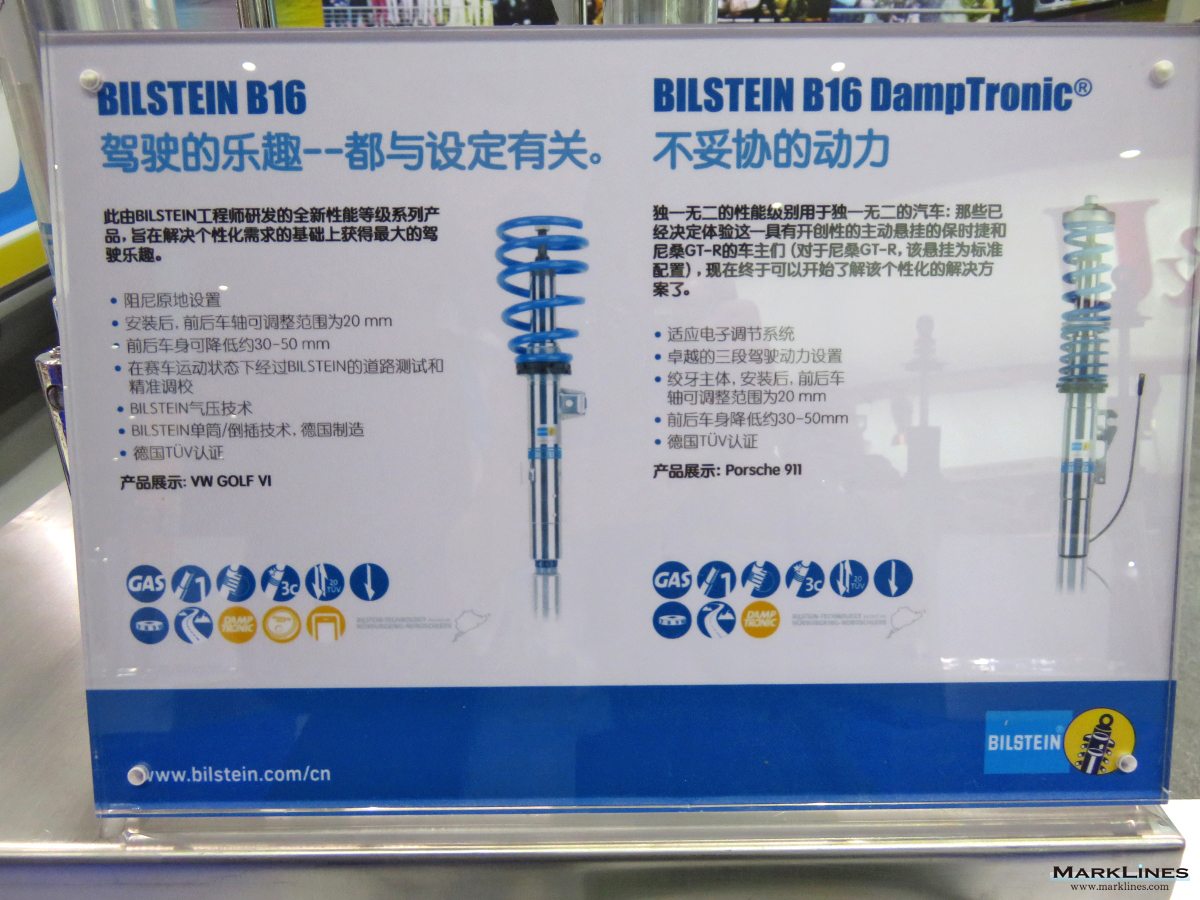 BILSTEIN B16
驾驶的乐趣--都与设定有关。
此由BILSTEIN工程师研发的全新性能等级系列产
品，旨在解决个性化需求的基础上获得最大的驾
驶乐趣。
• 阻尼原地设置
• 安装后，前后车轴可调整范围为20 mm
• 前后车身可降低约30-50 mm
• 在赛车运动状态下经过BILSTEIN的道路测试和
精准调校
• BILSTEIN气压技术
• BILSTEIN单筒/倒插技术，德国制造
• 德国TÜV认证
产品展示: VW GOLF VI
GAS 1 3c 20 TÜV
DAMP TRONIC
BILSTEIN B16 DampTronic®
不妥协的动力
独一无二的性能级别用于独一无二的汽车: 那些已
经决定体验这一具有开创性的主动悬挂的保时捷和
尼桑GT-R的车主们 (对于尼桑GT-R, 该悬挂为标准
配置) , 现在终于可以开始了解该个性化的解决方
案了。
• 适应电子调节系统
• 卓越的三段驾驶动力设置
• 绞牙主体，安装后，前后车
轴可调整范围为20 mm
• 前后车身降低约30-50mm
• 德国TÜV认证
产品展示: Porsche 911
GAS 1 3c 20 TÜV
DAMP TRONIC
www.bilstein.com/cn
BILSTEIN®
MARKLINES
www.marklines.com